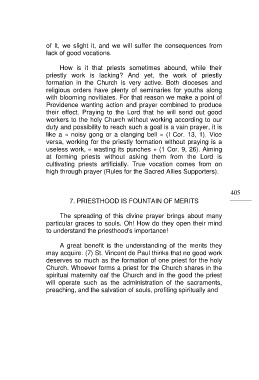 of it, we slight it, and we will suffer the consequences from
lack of good vocations.
How is it that priests sometimes abound, while their
priestly work is lacking? And yet, the work of priestly
formation in the Church is very active. Both dioceses and
religious orders have plenty of seminaries for youths along
with blooming novitiates. For that reason we make a point of
Providence wanting action and prayer combined to produce
their effect. Praying to the Lord that he will send out good
workers to the holy Church without working according to our
duty and possibility to reach such a goal is a vain prayer, it is
like a « noisy gong or a clanging bell » (I Cor. 13, 1). Vice
versa, working for the priestly formation without praying is a
useless work, « wasting its punches » (1 Cor. 9, 26). Aiming
at forming priests without asking them from the Lord is
cultivating priests artificially. True vocation comes from on
high through prayer (Rules for the Sacred Allies Supporters).
405
7. PRIESTHOOD IS FOUNTAIN OF MERITS
The spreading of this divine prayer brings about many
particular graces to souls. Oh! How do they open their mind
to understand the priesthood's importance!
A great benefit is the understanding of the merits they
may acquire. (7) St. Vincent de Paul thinks that no good work
deserves so much as the formation of one priest for the holy
Church. Whoever forms a priest for the Church shares in the
spiritual maternity oaf the Church and in the good the priest
will operate such as the administration of the sacraments,
preaching, and the salvation of souls, profiting spiritually and